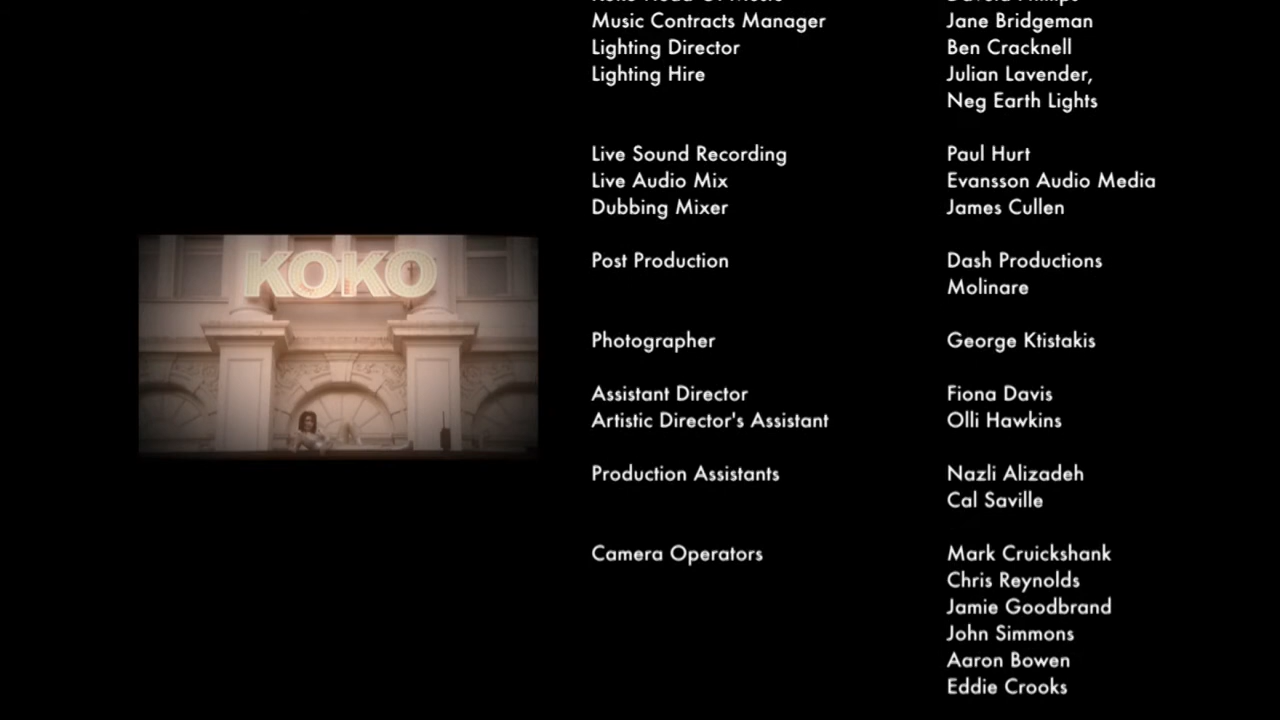 Music Contracts Manager Jane Bridgeman
Lighting Director Ben Cracknell
Lighting Hire Julian Lavender,
Neg Earth Lights
Live Sound Recording Paul Hurt
Live Audio Mix Evansson Audio Media
Dubbing Mixer James Cullen
KOKO
Post Production Dash Productions
Molinare
Photographer George Ktistakis
Assistant Director Fiona Davis
Artistic Director's Assistant Olli Hawkins
Production Assistants Nazli Alizadeh
Cal Saville
Camera Operators Mark Cruickshank
Chris Reynolds
Jamie Goodbrand
John Simmons
Aaron Bowen
Eddie Crooks